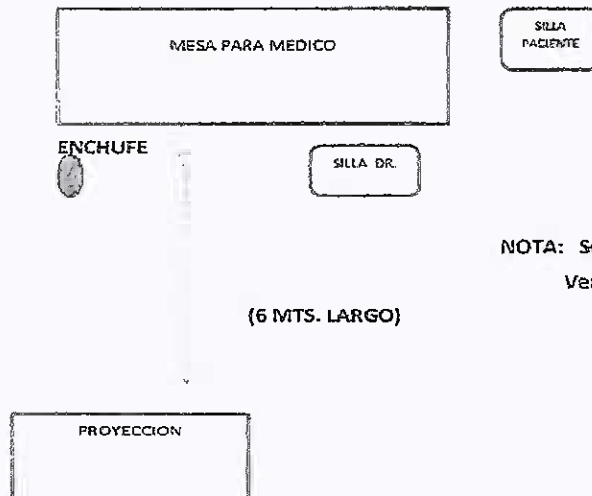 MESA PARA MEDICO
SILLA
PACIENTE
ENCHUFE
SILLA DR.
NOTA:
(6 MTS. LARGO)
PROYECCION